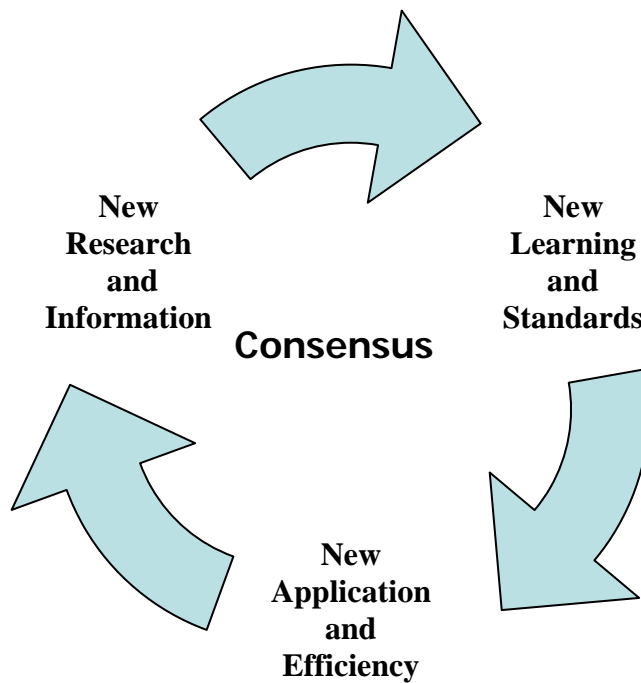 New
Research
and
Information
New
Learning
and
Standards
Consensus
New
Application
and
Efficiency